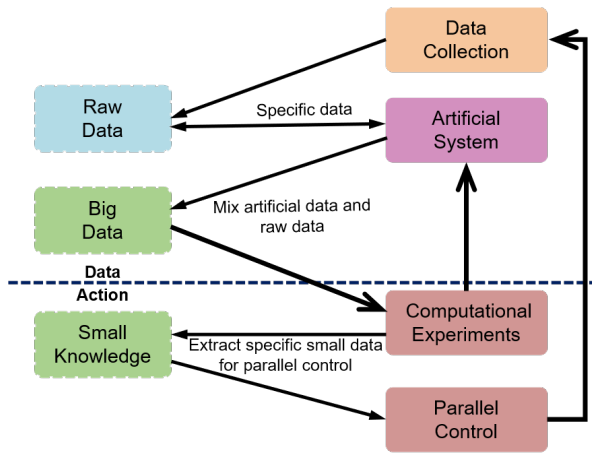 Data
Collection
Raw
Data
Specific data
Artificial
System
Big
Data
Mix artificial data and
raw data
Data
Action
Small
Knowledge
Computational
Experiments
Extract specific small data
for parallel control
Parallel
Control